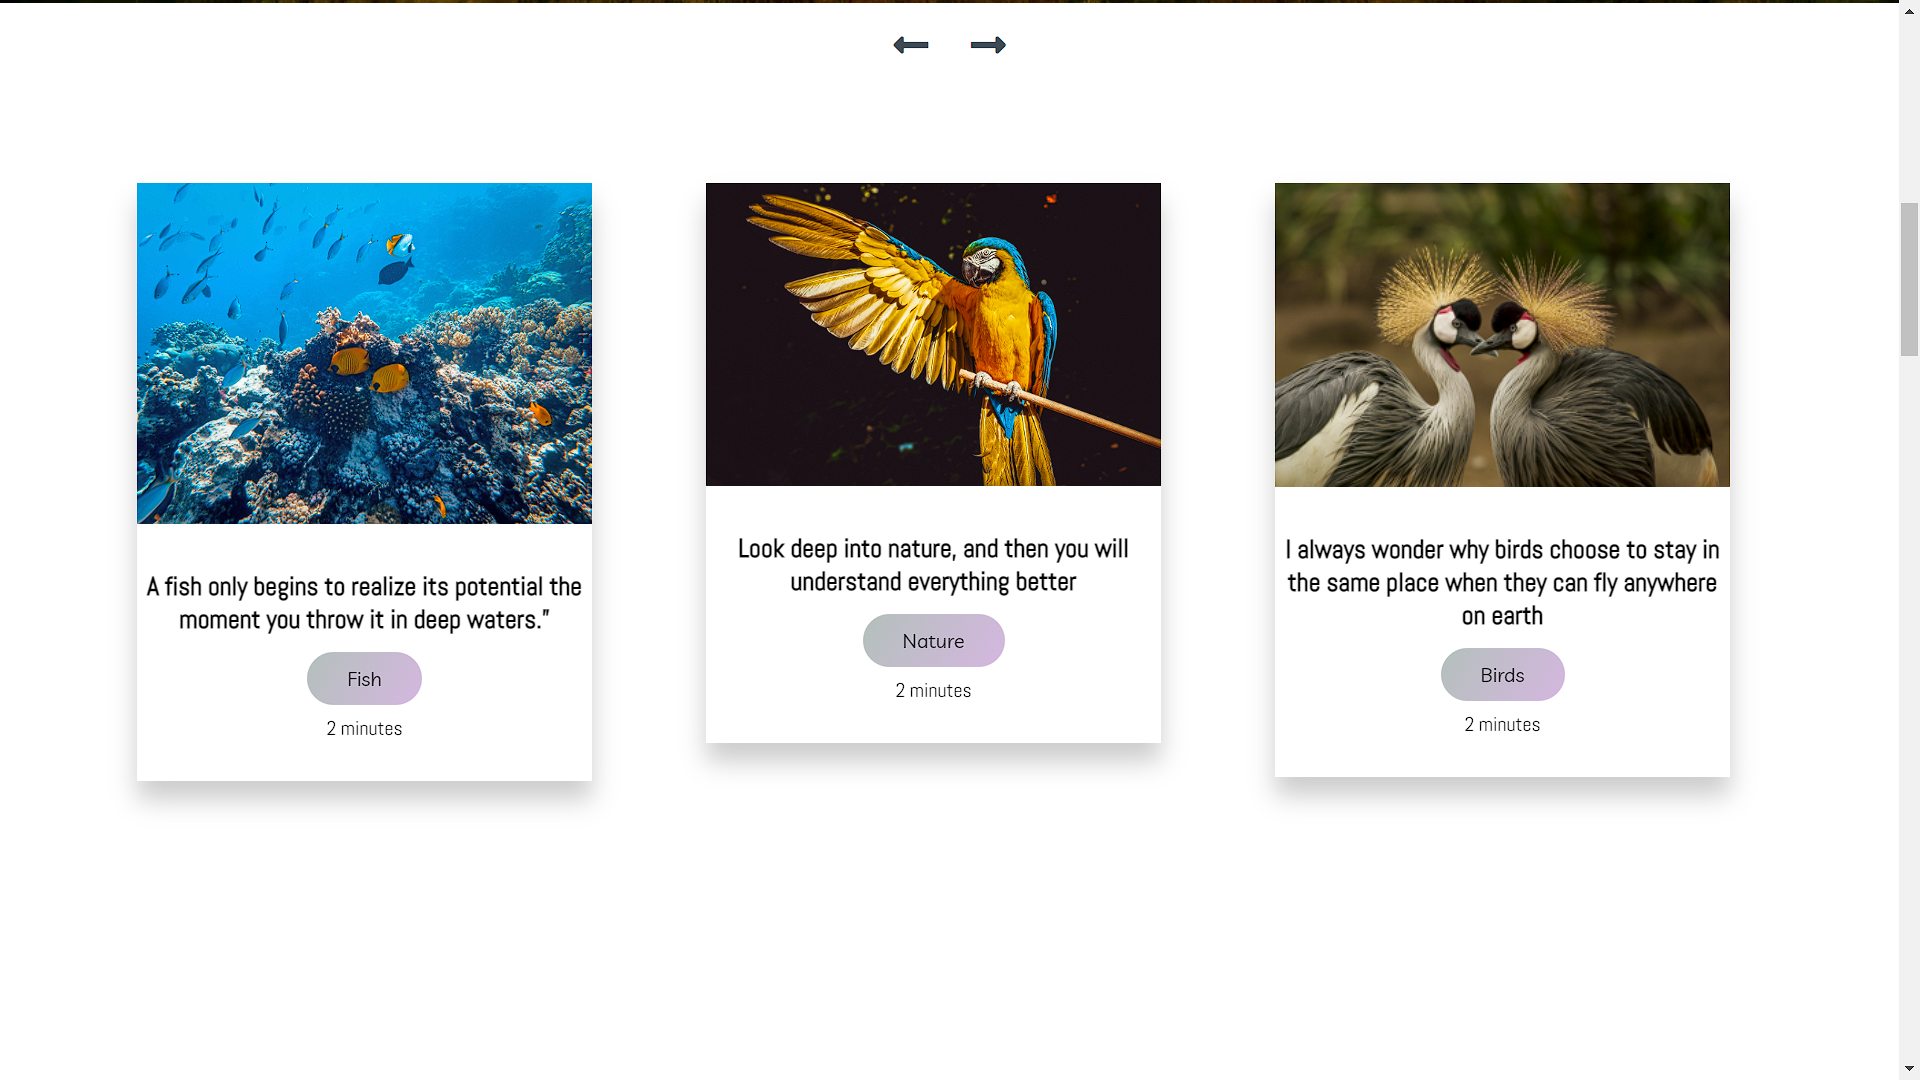 A fish only begins to realize its potential the
moment you throw it in deep waters.”
Fish
2 minutes
Look deep into nature, and then you will
understand everything better
Nature
2 minutes
I always wonder why birds choose to stay in
the same place when they can fly anywhere
on earth
Birds
2 minutes